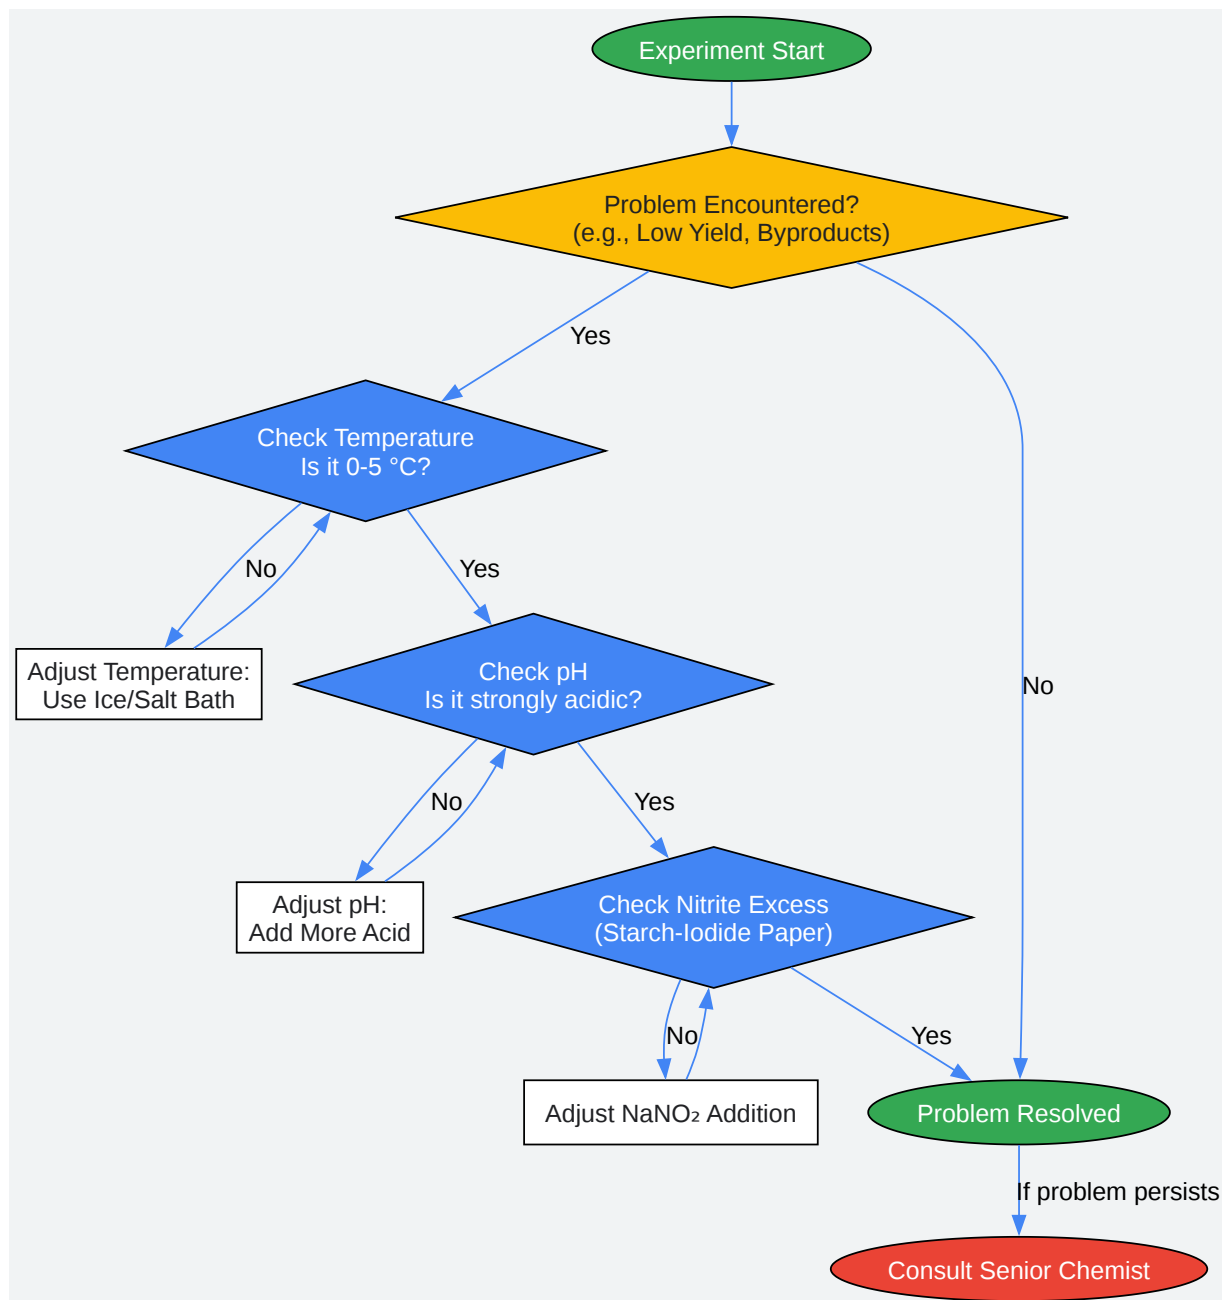 Experiment Start
Problem Encountered?
(e.g., Low Yield, Byproducts)
Yes
Check Temperature
Is it 0-5 °C?
No
Yes
Adjust Temperature:
Use Ice/Salt Bath
Check pH
Is it strongly acidic?
No
No
Yes
Adjust pH:
Add More Acid
Check Nitrite Excess
(Starch-Iodide Paper)
No
Yes
Adjust NaNO₂ Addition
Problem Resolved
If problem persists
Consult Senior Chemist